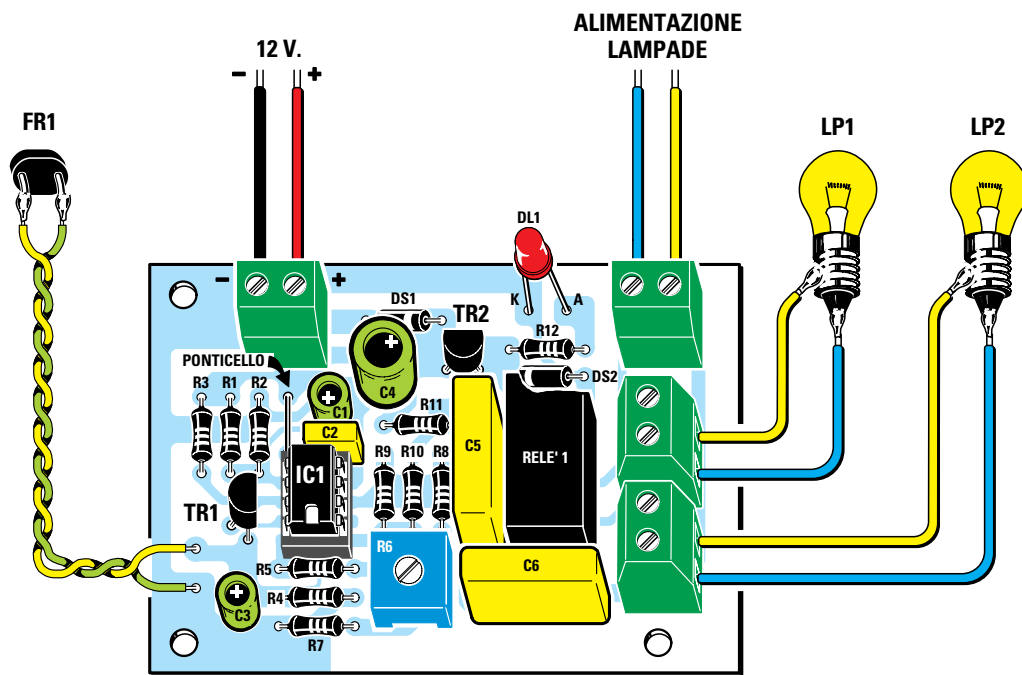 ALIMENTAZIONE
LAMPADE
12 V.
- +
FR1
LP1
LP2
DL1
- +
K A
DS1
TR2
R12
PONTICELLO
DS2
R3 R1 R2
C4
C1
R11
C2
C5
RELE' 1
IC1
R9 R10 R8
TR1
R6
R5
C6
R4
C3
R7
+
+
+